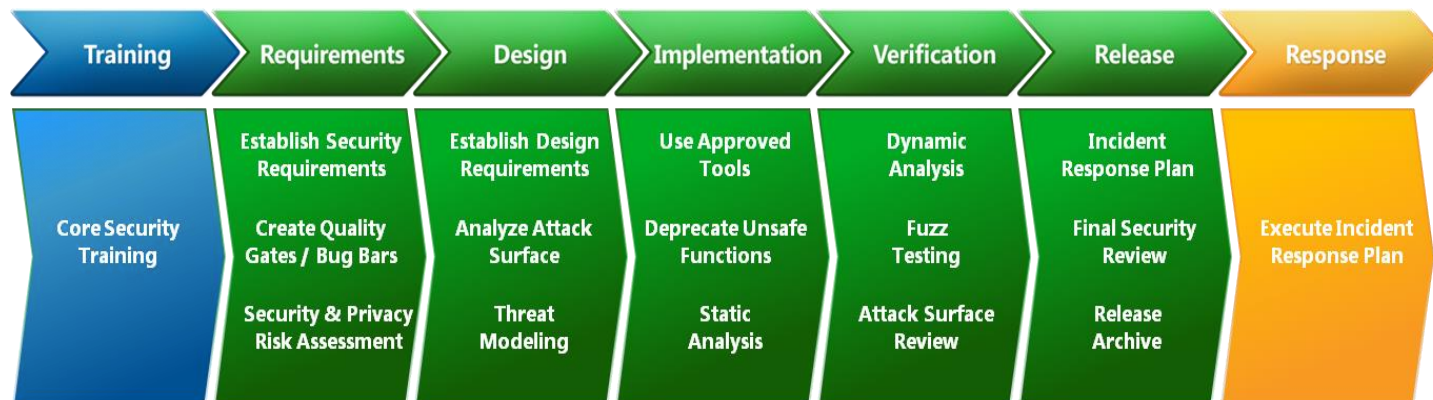 Training
Requirements
Design
Implementation
Verification
Release
Response
Core Security
Training
Establish Security
Requirements
Create Quality
Gates / Bug Bars
Security & Privacy
Risk Assessment
Establish Design
Requirements
Analyze Attack
Surface
Threat
Modeling
Use Approved
Tools
Deprecate Unsafe
Functions
Static
Analysis
Dynamic
Analysis
Fuzz
Testing
Attack Surface
Review
Incident
Response Plan
Final Security
Review
Release
Archive
Execute Incident
Response Plan